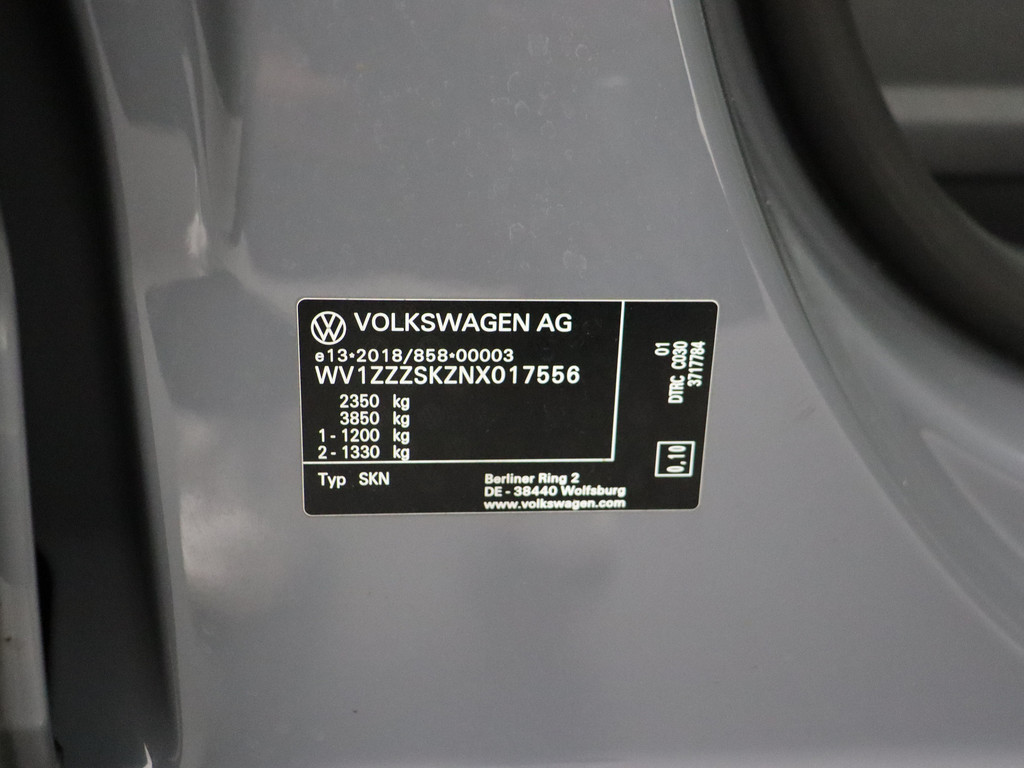 VOLKSWAGEN AG
e13*2018/858*00003
WV1ZZZSKZNX017556
2350 kg
3850 kg
1 - 1200 kg
2 - 1330 kg
Typ SKN
Berliner Ring 2
DE - 38440 Wolfsburg
www.volkswagen.com
01
DTRC C030
3717784
0.10